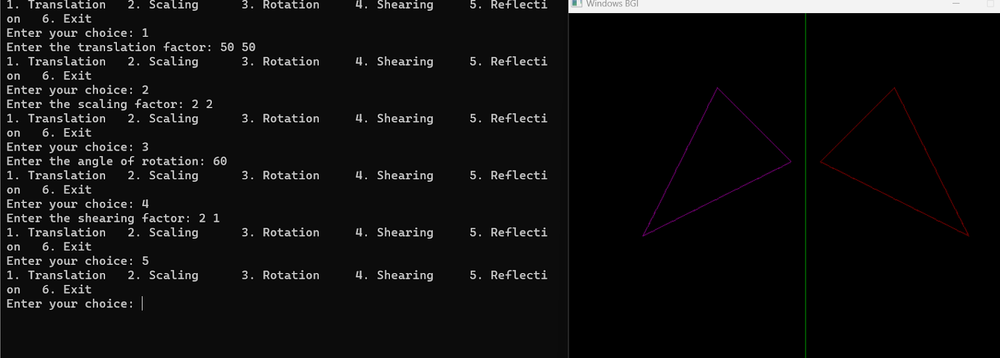 1. Translation   2. Scaling      3. Rotation     4. Shearing     5. Reflecti
on   6. Exit
Enter your choice: 1
Enter the translation factor: 50 50
1. Translation   2. Scaling      3. Rotation     4. Shearing     5. Reflecti
on   6. Exit
Enter your choice: 2
Enter the scaling factor: 2 2
1. Translation   2. Scaling      3. Rotation     4. Shearing     5. Reflecti
on   6. Exit
Enter your choice: 3
Enter the angle of rotation: 60
1. Translation   2. Scaling      3. Rotation     4. Shearing     5. Reflecti
on   6. Exit
Enter your choice: 4
Enter the shearing factor: 2 1
1. Translation   2. Scaling      3. Rotation     4. Shearing     5. Reflecti
on   6. Exit
Enter your choice: 5
1. Translation   2. Scaling      3. Rotation     4. Shearing     5. Reflecti
on   6. Exit
Enter your choice:
Windows BGI